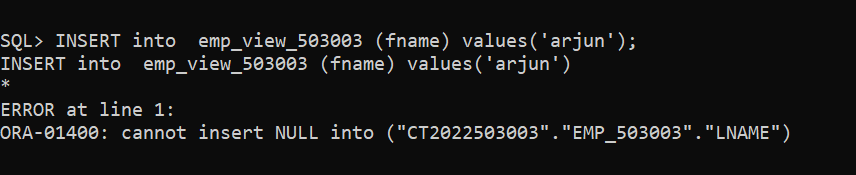 SQL> INSERT into  emp_view_503003 (fname) values('arjun');
INSERT into  emp_view_503003 (fname) values('arjun')
*
ERROR at line 1:
ORA-01400: cannot insert NULL into ("CT2022503003"."EMP_503003"."LNAME")